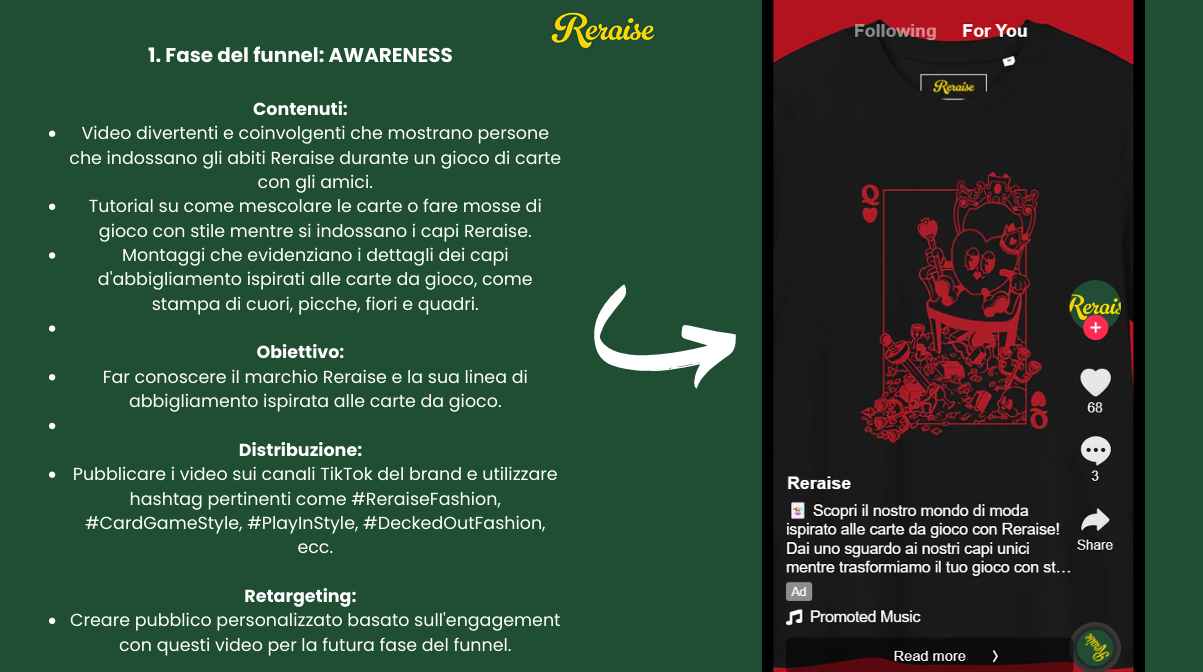 Reraise
1. Fase del funnel: AWARENESS
Contenuti:
Video divertenti e coinvolgenti che mostrano persone
che indossano gli abiti Reraise durante un gioco di carte
con gli amici.
Tutorial su come mescolare le carte o fare mosse di
gioco con stile mentre si indossano i capi Reraise.
Montaggi che evidenziano i dettagli dei capi
d'abbigliamento ispirati alle carte da gioco, come
stampa di cuori, picche, fiori e quadri.
Obiettivo:
Far conoscere il marchio Reraise e la sua linea di
abbigliamento ispirata alle carte da gioco.
Distribuzione:
Pubblicare i video sui canali TikTok del brand e utilizzare
hashtag pertinenti come #ReraiseFashion,
#CardGameStyle, #PlayInStyle, #DeckedOutFashion,
ecc.
Retargeting:
Creare pubblico personalizzato basato sull'engagement
con questi video per la futura fase del funnel.
Following For You
Reraise
Q
Q
Rerais
68
3
Share
Reraise
🃏 Scopri il nostro mondo di moda
ispirato alle carte da gioco con Reraise!
Dai uno sguardo ai nostri capi unici
mentre trasformiamo il tuo gioco con st...
Ad
Promoted Music
Read more